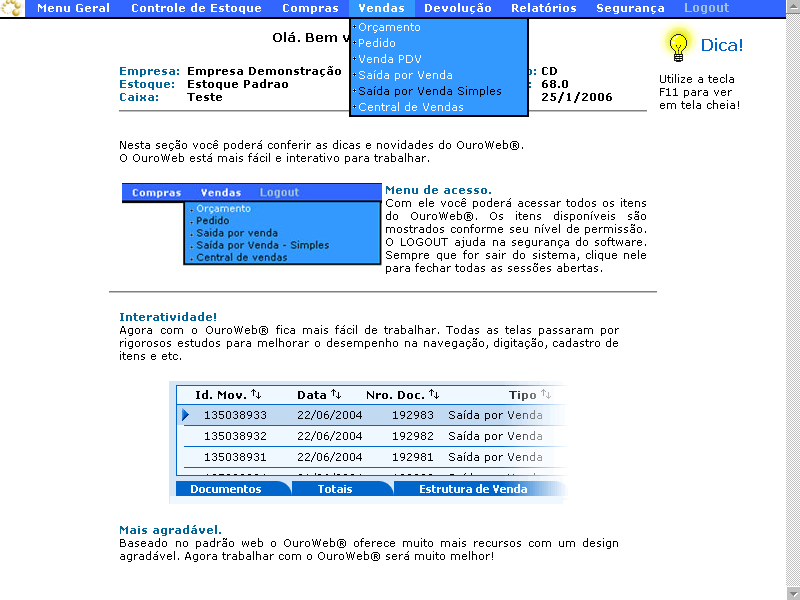 Menu Geral Controle de Estoque Compras Vendas Devolução Relatórios Segurança Logout
Orçamento
Pedido
Venda PDV
Saída por Venda
Saída por Venda Simples
Central de Vendas
Olá. Bem v
Empresa: Empresa Demonstração
Estoque: Estoque Padrao
Caixa: Teste
: CD
: 68.0
25/1/2006
Dica!
Utilize a tecla
F11 para ver
em tela cheia!
Nesta seção você poderá conferir as dicas e novidades do OuroWeb®.
O OuroWeb está mais fácil e interativo para trabalhar.
Compras Vendas Logout
Orçamento
Pedido
Saida por venda
Saída por Venda - Simples
Central de vendas
Menu de acesso.
Com ele você poderá acessar todos os itens
do OuroWeb®. Os itens disponíveis são
mostrados conforme seu nível de permissão.
O LOGOUT ajuda na segurança do software.
Sempre que for sair do sistema, clique nele
para fechar todas as sessões abertas.
Interatividade!
Agora com o OuroWeb® fica mais fácil de trabalhar. Todas as telas passaram por
rigorosos estudos para melhorar o desempenho na navegação, digitação, cadastro de
itens e etc.
Id. Mov. Data Nro. Doc. Tipo
135038933 22/06/2004 192983 Saída por Venda
135038932 22/06/2004 192982 Saída por Venda
135038931 22/06/2004 192981 Saída por Venda
Documentos Totais Estrutura de Venda
Mais agradável.
Baseado no padrão web o OuroWeb® oferece muito mais recursos com um design
agradável. Agora trabalhar com o OuroWeb® será muito melhor!